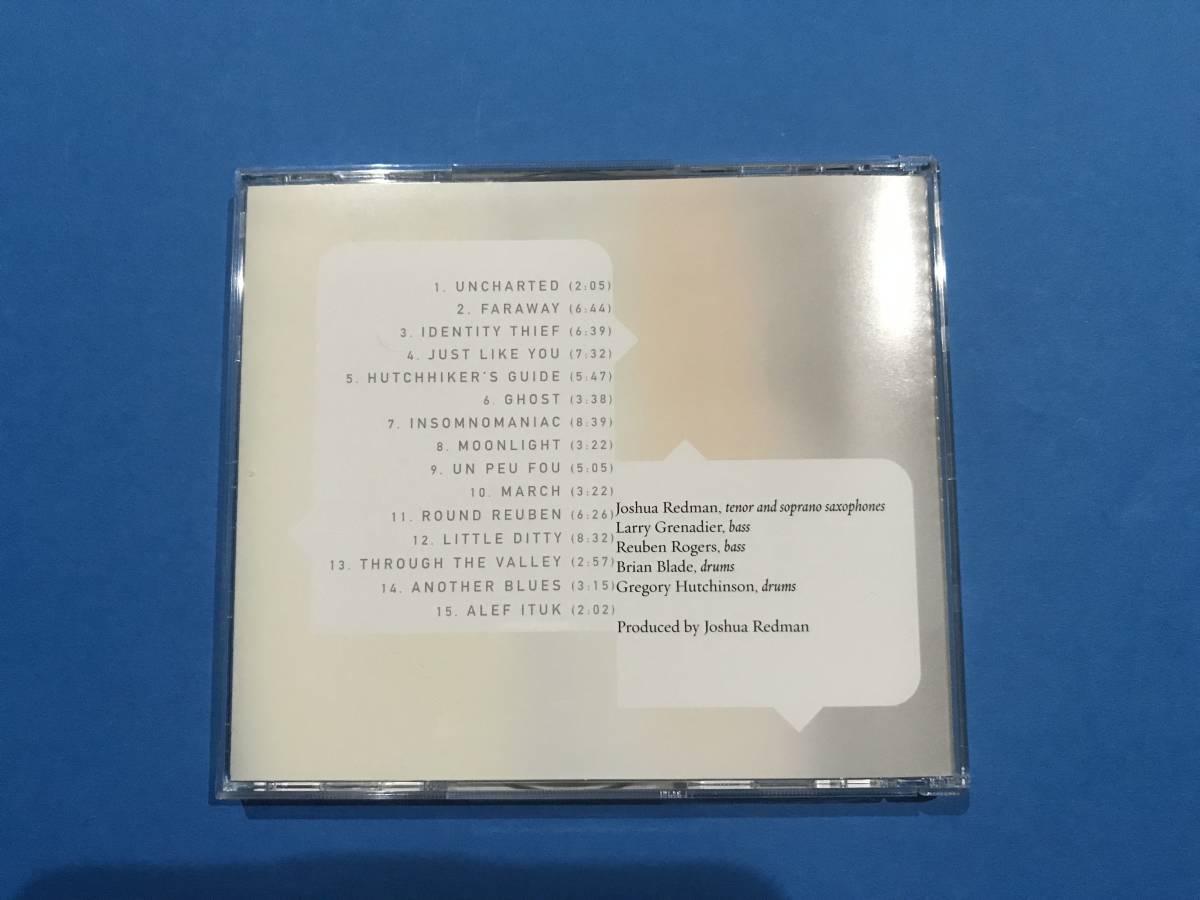 1. UNCHARTED (2:05)
2. FARAWAY (6:44)
3. IDENTITY THIEF (6:39)
4. JUST LIKE YOU (7:32)
5. HUTCHHIKER'S GUIDE (5:47)
6. GHOST (3:38)
7. INSOMNOMANIAC (8:39)
8. MOONLIGHT (3:22)
9. UN PEU FOU (5:05)
10. MARCH (3:22)
11. ROUND REUBEN (6:26)
12. LITTLE DITTY (8:32)
13. THROUGH THE VALLEY (2:57)
14. ANOTHER BLUES (3:15)
15. ALEF ITUK (2:02)
Joshua Redman, tenor and soprano saxophones
Larry Grenadier, bass
Reuben Rogers, bass
Brian Blade, drums
Gregory Hutchinson, drums
Produced by Joshua Redman